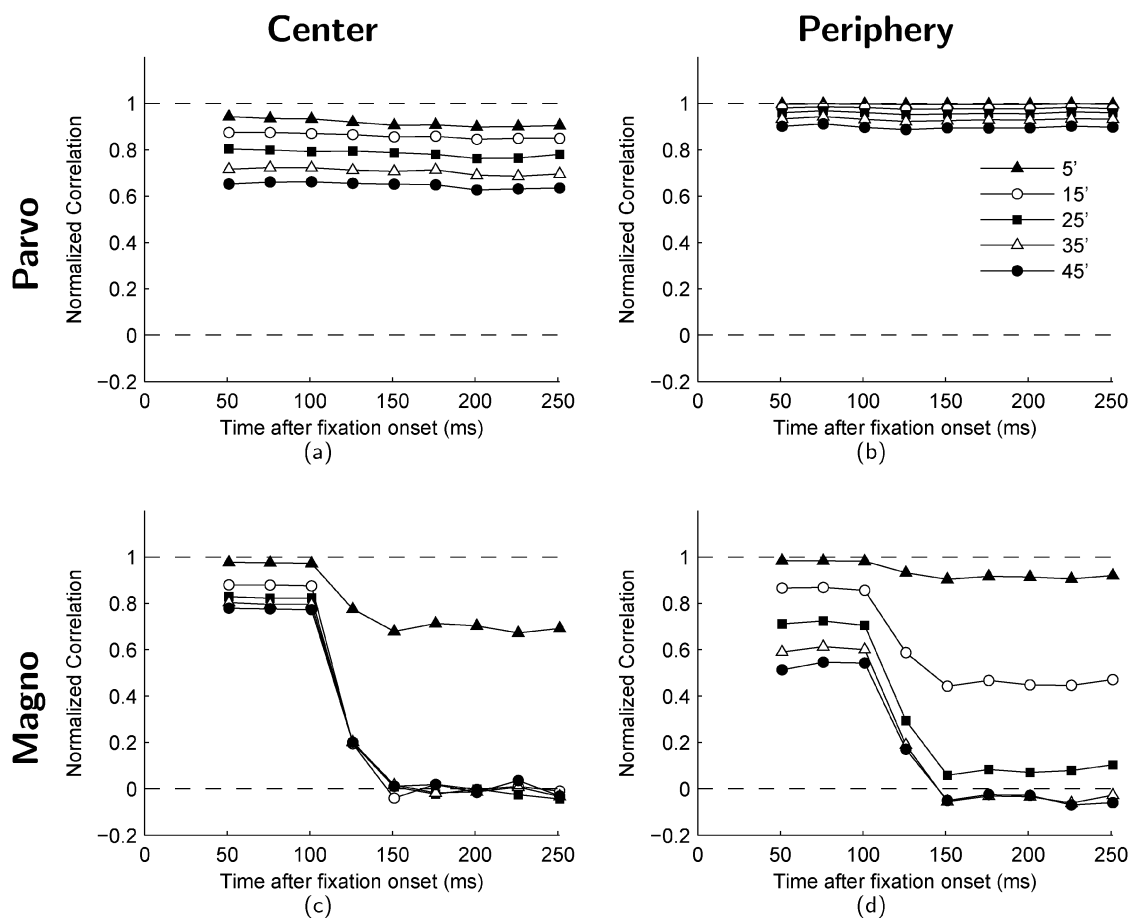 Center
Periphery
Parvo
Normalized Correlation
1
0.8
0.6
0.4
0.2
0
−0.2
0 50 100 150 200 250
Time after fixation onset (ms)
(a)
Normalized Correlation
1
0.8
0.6
0.4
0.2
0
−0.2
5'
15'
25'
35'
45'
0 50 100 150 200 250
Time after fixation onset (ms)
(b)
Magno
Normalized Correlation
1
0.8
0.6
0.4
0.2
0
−0.2
0 50 100 150 200 250
Time after fixation onset (ms)
(c)
Normalized Correlation
1
0.8
0.6
0.4
0.2
0
−0.2
0 50 100 150 200 250
Time after fixation onset (ms)
(d)